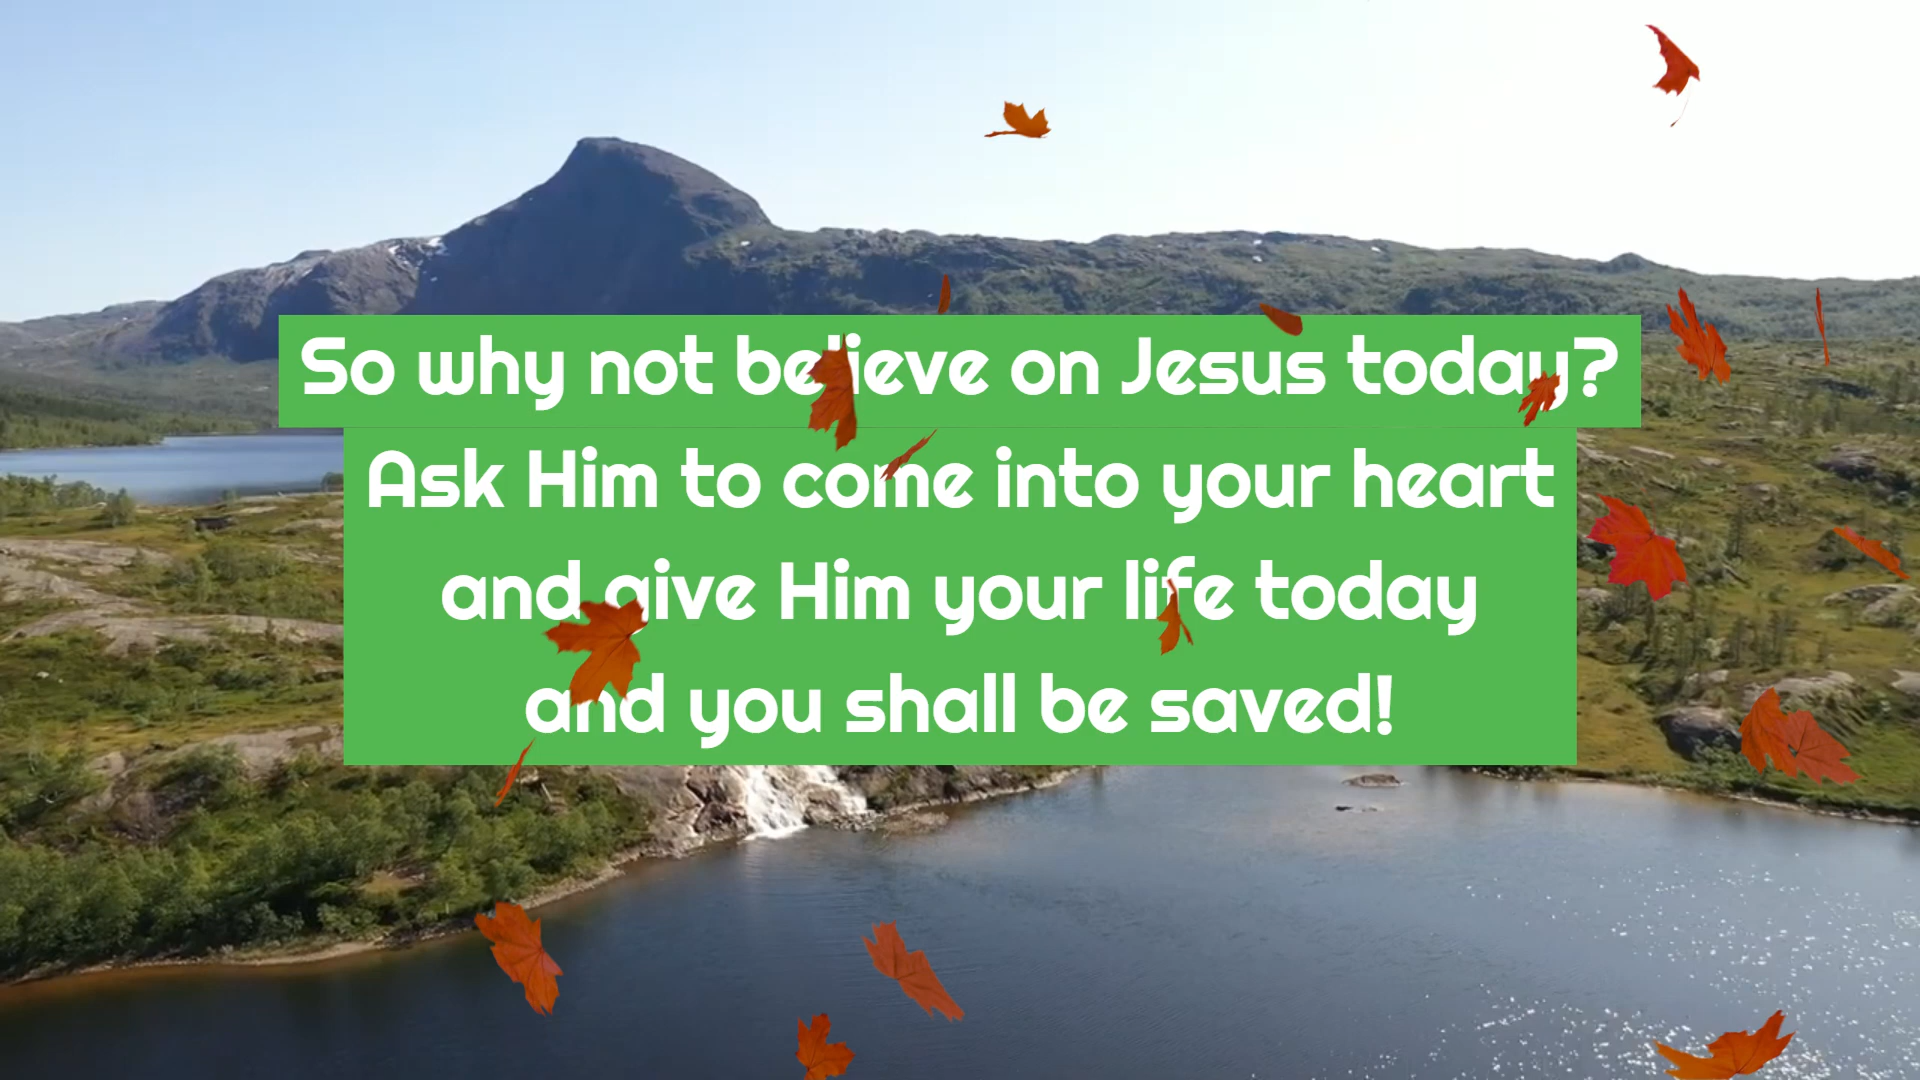 So why not believe on Jesus today?
Ask Him to come into your heart
and give Him your life today
and you shall be saved!